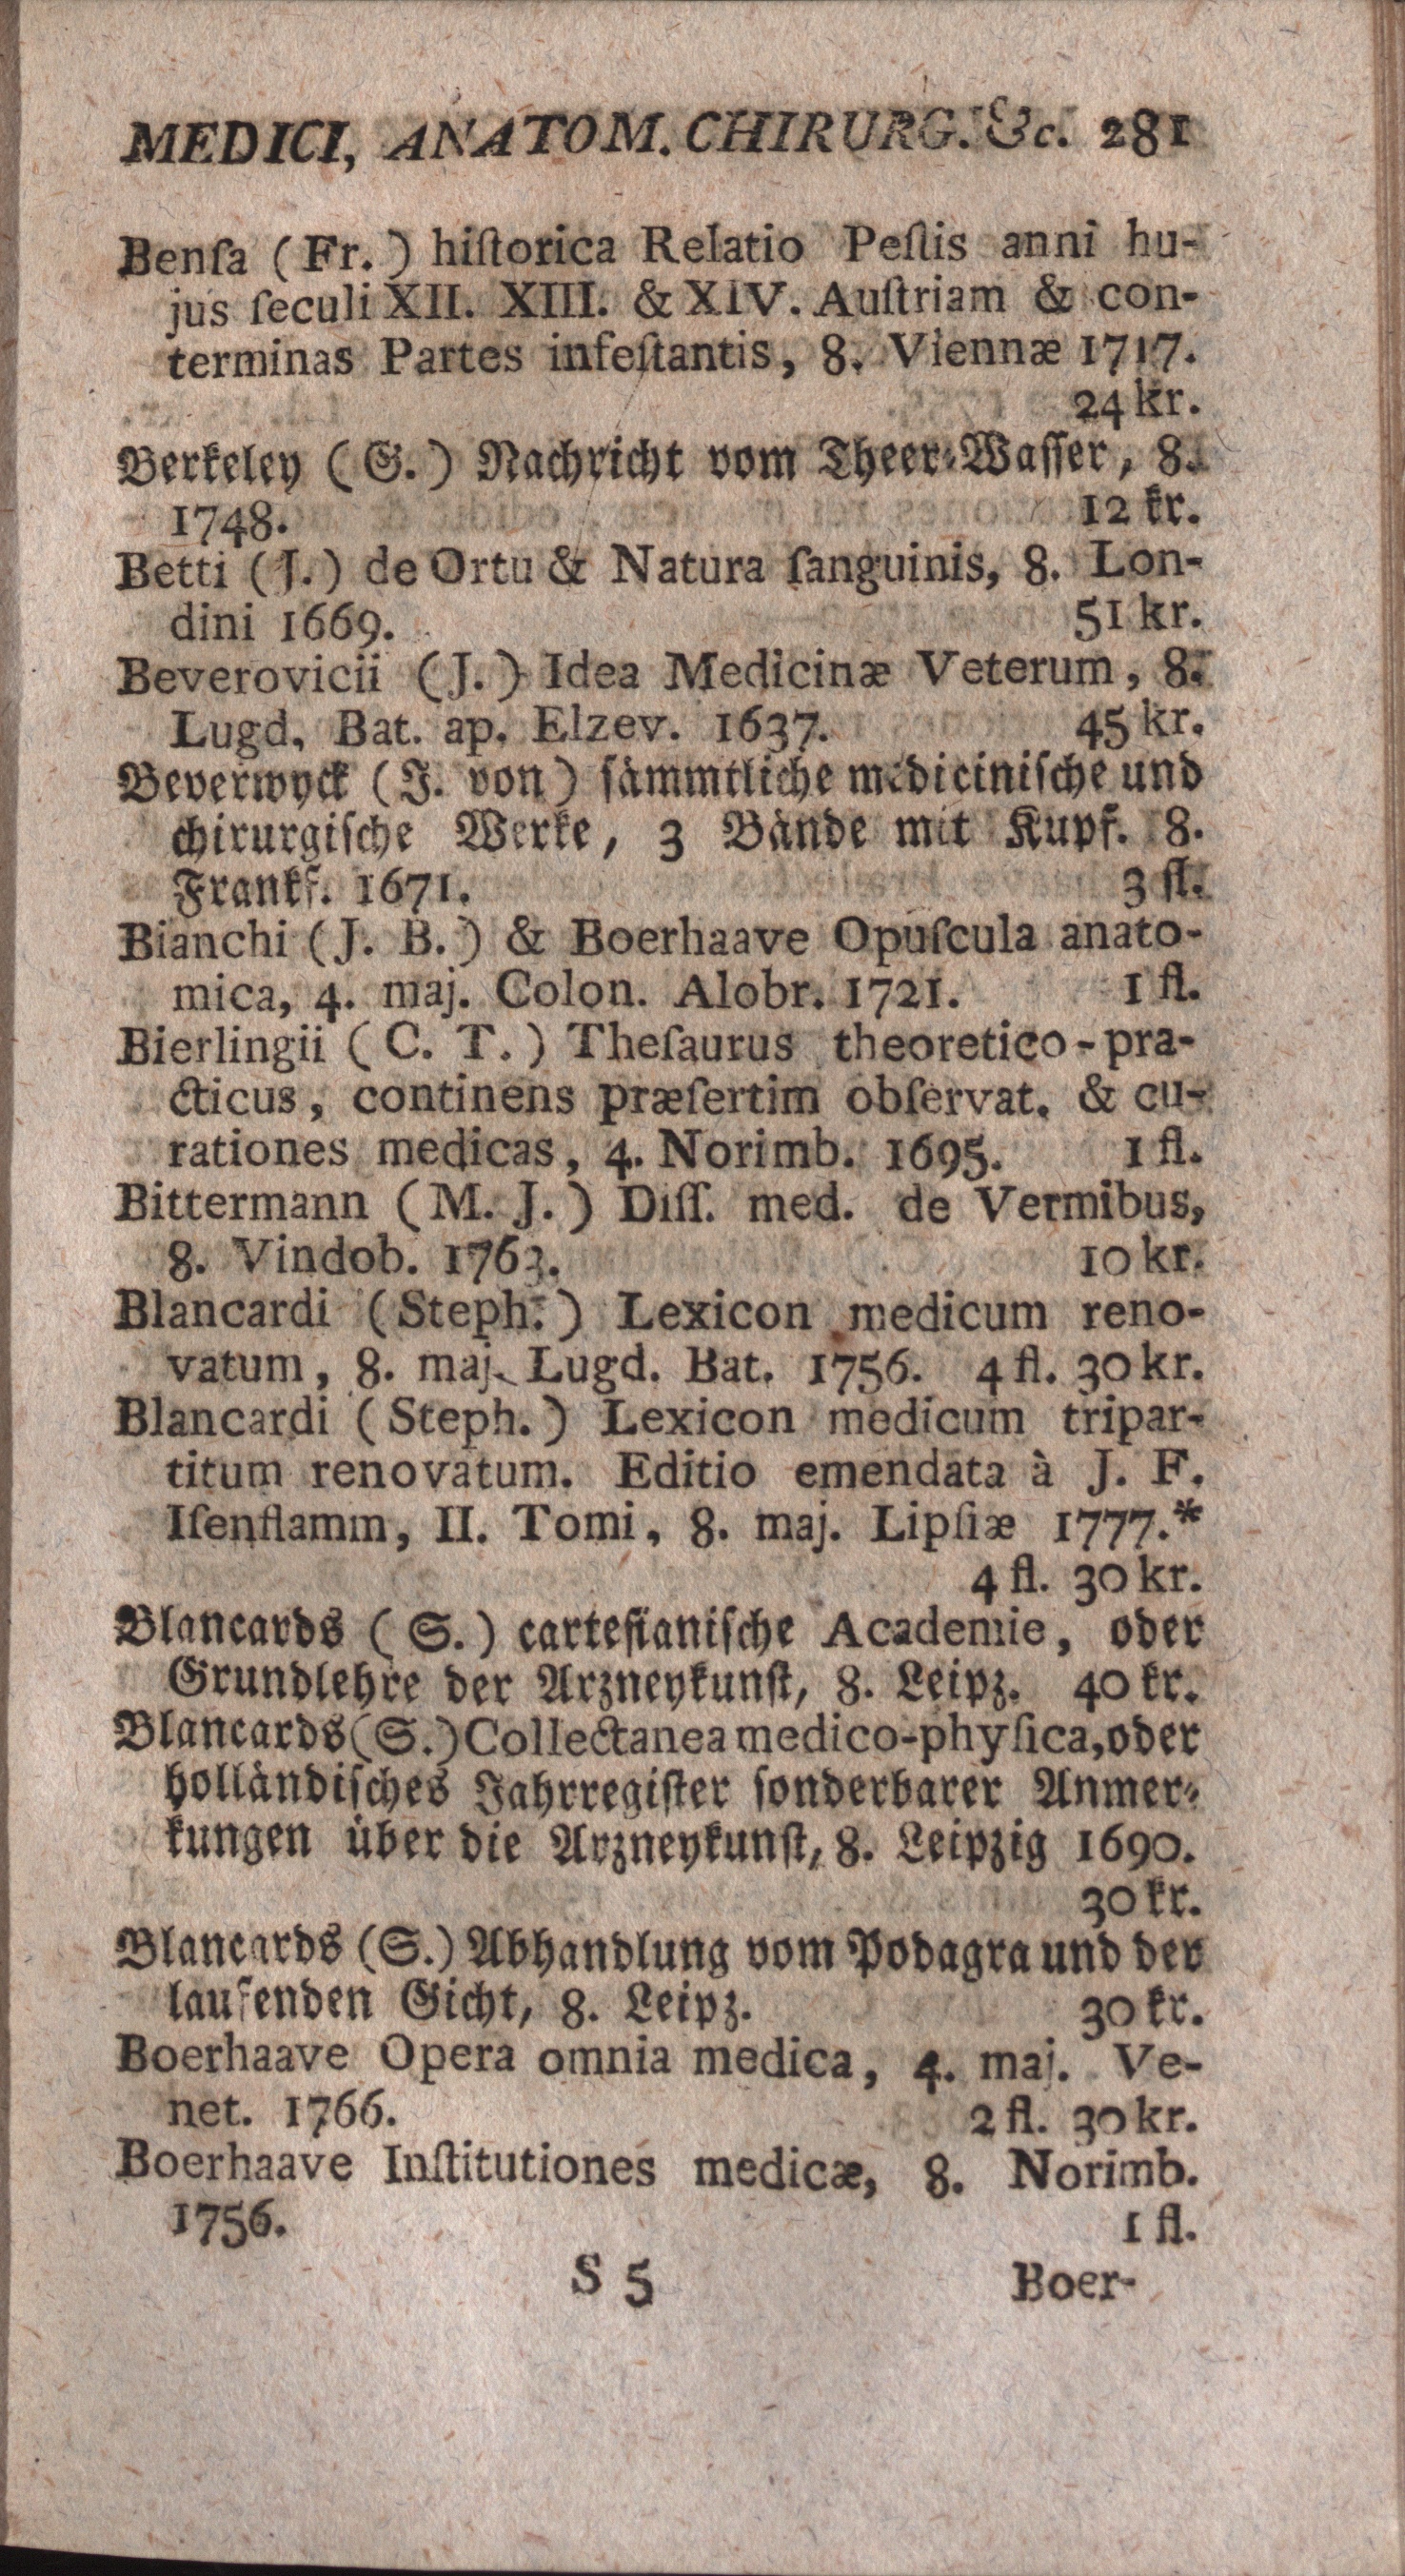 MEDICI, ANATOM. CHIRURG. &c. 281
Benſa (Fr.) hiſtorica Relatio Peſtis anni hu-
jus ſeculi XII. XIII. & XIV. Auſtriam & con-
terminas Partes infeſtantis, 8. Viennæ 1717.
24 kr.
Berkeley (G.) Nachricht vom Theer-Waſſer, 8.
1748. 12 kr.
Betti (J.) de Ortu & Natura ſanguinis, 8. Lon-
dini 1669. 51 kr.
Beverovicii (J.) Idea Medicinæ Veterum, 8.
Lugd. Bat. ap. Elzev. 1637. 45 kr.
Beverwyck (J. von) ſämmtliche mediciniſche und
chirurgiſche Werke, 3 Bände mit Kupf. 8.
Frankf. 1671. 3 fl.
Bianchi (J. B.) & Boerhaave Opuſcula anato-
mica, 4. maj. Colon. Alobr. 1721. 1 fl.
Bierlingii (C. T.) Theſaurus theoretico-pra-
cticus, continens præſertim obſervat. & cu-
rationes medicas, 4. Norimb. 1695. 1 fl.
Bittermann (M. J.) Diſſ. med. de Vermibus,
8. Vindob. 1763. 10 kr.
Blancardi (Steph.) Lexicon medicum reno-
vatum, 8. maj. Lugd. Bat. 1756. 4 fl. 30 kr.
Blancardi (Steph.) Lexicon medicum tripar-
titum renovatum. Editio emendata à J. F.
Iſenflamm, II. Tomi, 8. maj. Lipſiæ 1777.*
4 fl. 30 kr.
Blancards (S.) carteſianiſche Academie, oder
Grundlehre der Arzneykunſt, 8. Leipz. 40 kr.
Blancards (S.) Collectanea medico-phyſica, oder
holländiſches Jahrregiſter ſonderbarer Anmer-
kungen über die Arzneykunſt, 8. Leipzig 1690.
30 kr.
Blancards (S.) Abhandlung vom Podagra und der
laufenden Gicht, 8. Leipz. 30 kr.
Boerhaave Opera omnia medica, 4. maj. Ve-
net. 1766. 2 fl. 30 kr.
Boerhaave Inſtitutiones medicæ, 8. Norimb.
1756. 1 fl.
S 5 Boer-